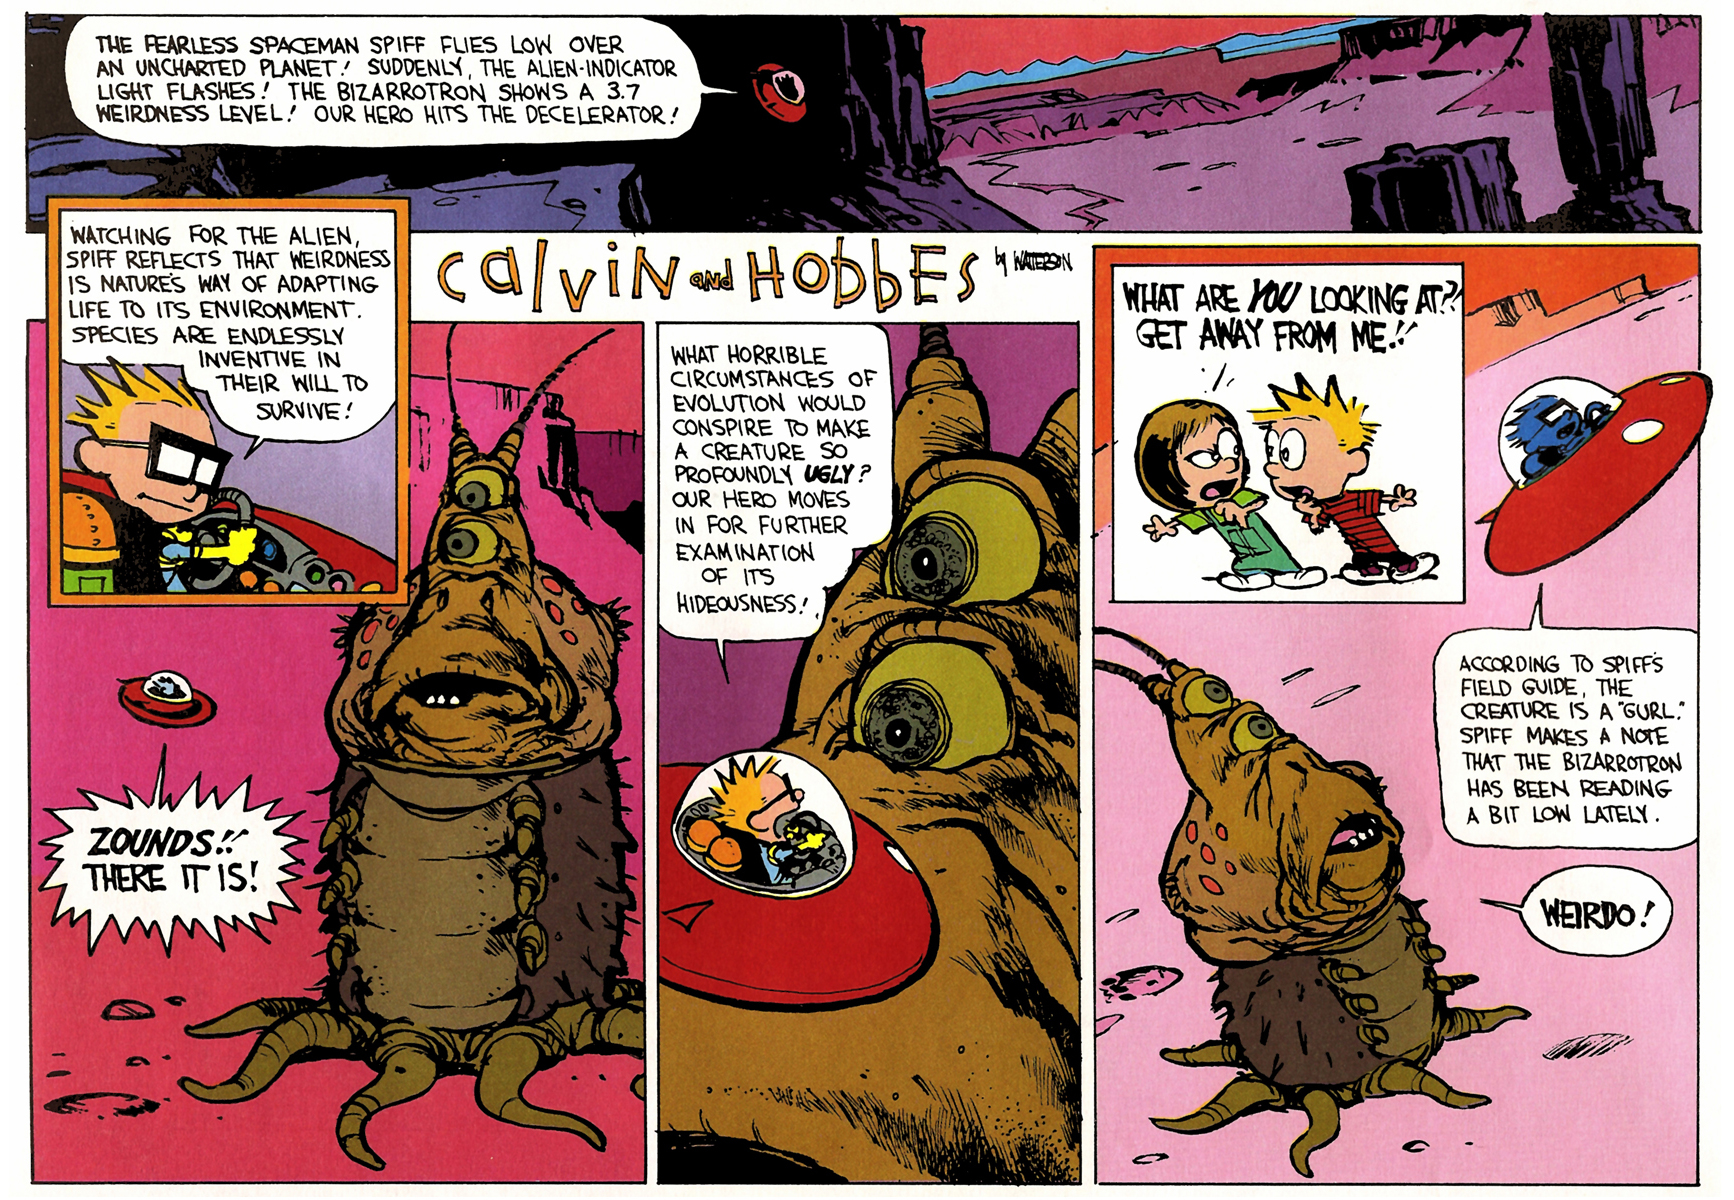 THE FEARLESS SPACEMAN SPIFF FLIES LOW OVER
AN UNCHARTED PLANET! SUDDENLY, THE ALIEN-INDICATOR
LIGHT FLASHES! THE BIZARROTRON SHOWS A 3.7
WEIRDNESS LEVEL! OUR HERO HITS THE DECELERATOR!
WATCHING FOR THE ALIEN,
SPIFF REFLECTS THAT WEIRDNESS
IS NATURE'S WAY OF ADAPTING
LIFE TO ITS ENVIRONMENT.
SPECIES ARE ENDLESSLY
INVENTIVE IN
THEIR WILL TO
SURVIVE!
CALViN and HObbES
by WATTERSON
ZOUNDS!!
THERE IT IS!
WHAT HORRIBLE
CIRCUMSTANCES OF
EVOLUTION WOULD
CONSPIRE TO MAKE
A CREATURE SO
PROFOUNDLY UGLY?
OUR HERO MOVES
IN FOR FURTHER
EXAMINATION
OF ITS
HIDEOUSNESS!
WHAT ARE YOU LOOKING AT?!
GET AWAY FROM ME!!
ACCORDING TO SPIFF'S
FIELD GUIDE, THE
CREATURE IS A "GURL."
SPIFF MAKES A NOTE
THAT THE BIZARROTRON
HAS BEEN READING
A BIT LOW LATELY.
WEIRDO!